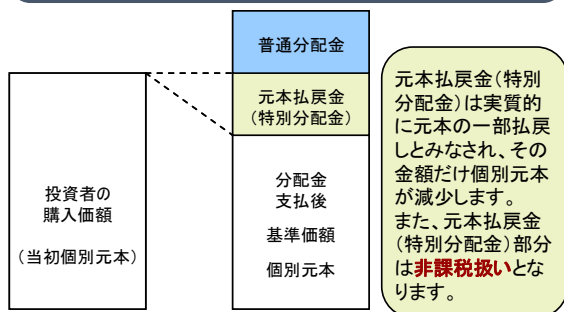 普通分配金
元本払戻金
(特別分配金)
投資者の
購入価額
(当初個別元本)
分配金
支払後
基準価額
個別元本
元本払戻金(特別
分配金)は実質的
に元本の一部払戻
しとみなされ、その
金額だけ個別元本
が減少します。
また、元本払戻金
(特別分配金)部分
は非課税扱いとな
ります。